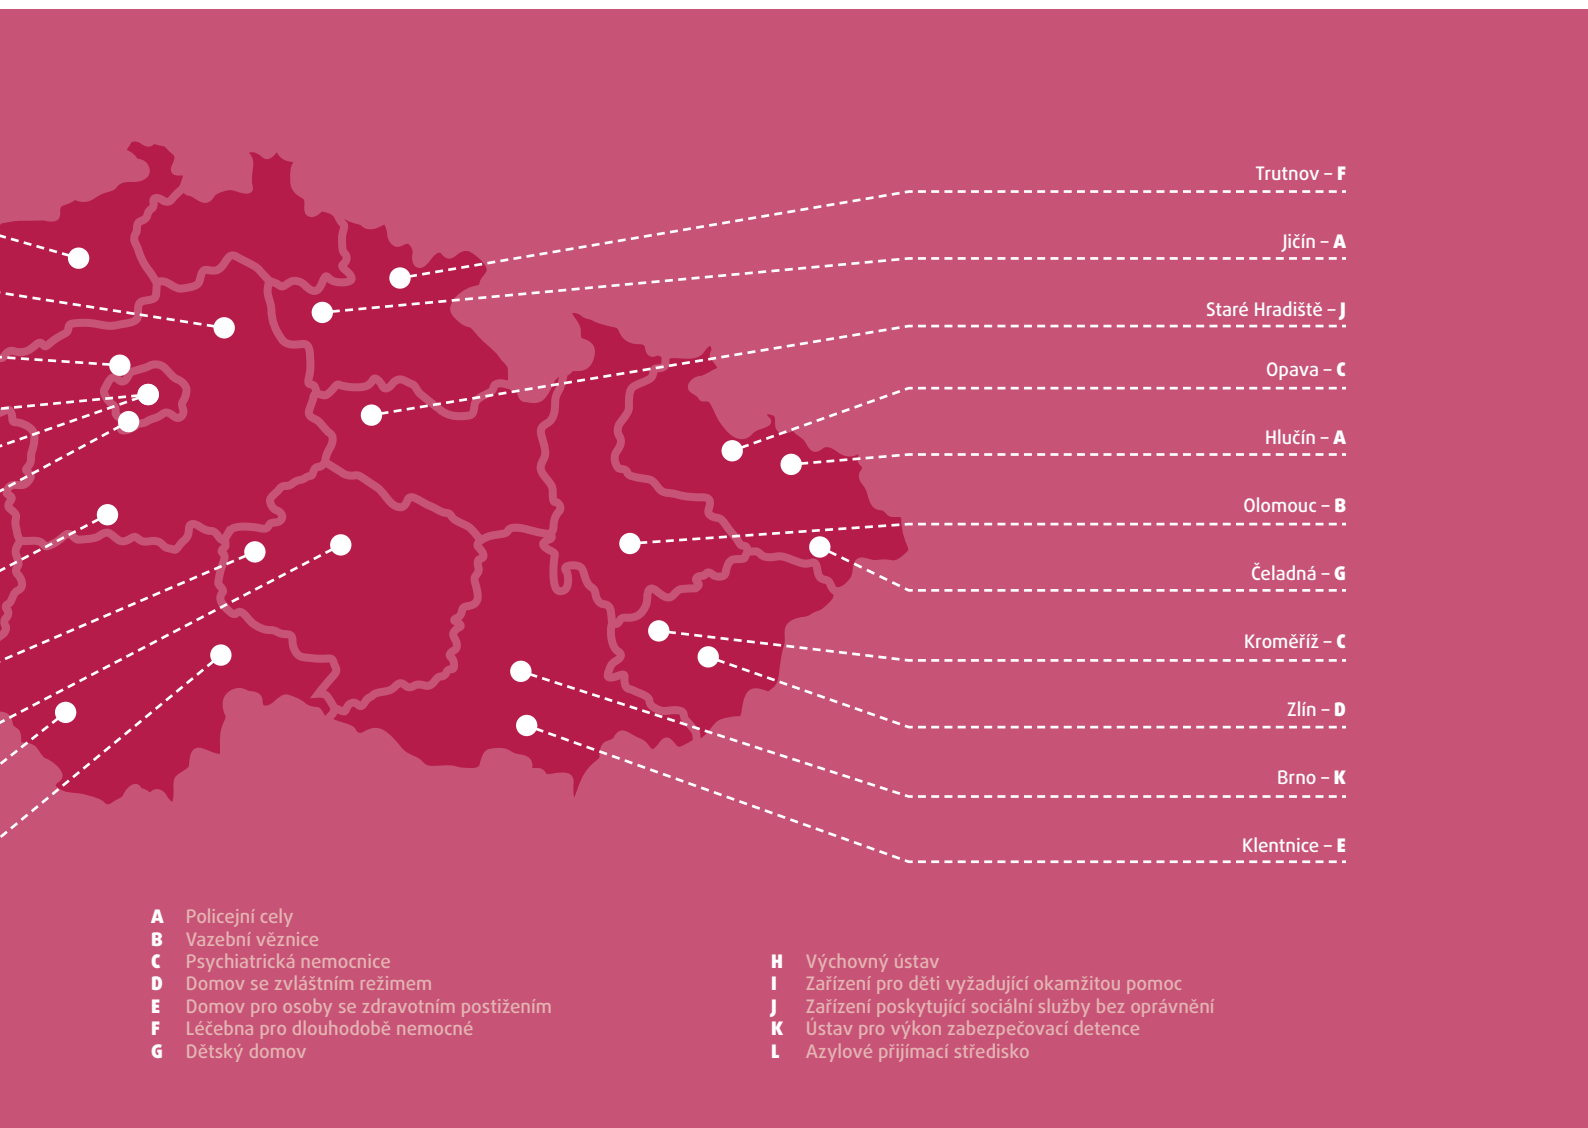 Trutnov – F
Jičín – A
Staré Hradiště – J
Opava – C
Hlučín – A
Olomouc – B
Čeladná – G
Kroměříž – C
Zlín – D
Brno – K
Klentnice – E
A Policejní cely
B Vazební věznice
C Psychiatrická nemocnice
D Domov se zvláštním režimem
E Domov pro osoby se zdravotním postižením
F Léčebna pro dlouhodobě nemocné
G Dětský domov
H Výchovný ústav
I Zařízení pro děti vyžadující okamžitou pomoc
J Zařízení poskytující sociální služby bez oprávnění
K Ústav pro výkon zabezpečovací detence
L Azylové přijímací středisko